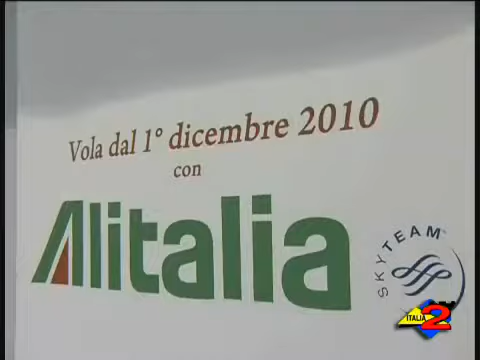 Vola dal 1° dicembre 2010
con
Alitalia
SKYTEAM
ITALIA 2